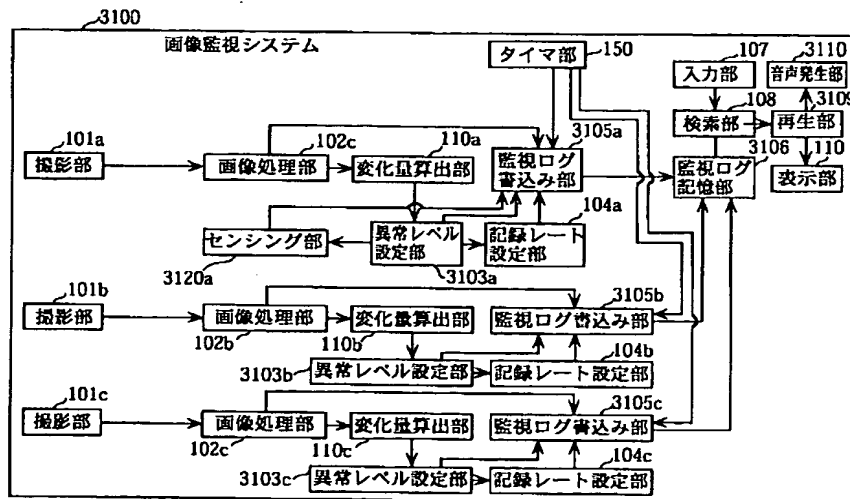 3100
画像監視システム
タイマ部
150
107
3110
入力部
音声発生部
108
3109
検索部
再生部
101a
102c
110a
3105a
3106
110
撮影部
画像処理部
変化量算出部
監視ログ
書込み部
監視ログ
記憶部
表示部
104a
センシング部
異常レベル
設定部
記録レート
設定部
3120a
3103a
101b
3105b
撮影部
画像処理部
変化量算出部
監視ログ書込み部
102b
110b
104b
3103b
異常レベル設定部
記録レート設定部
101c
3105c
撮影部
画像処理部
変化量算出部
監視ログ書込み部
102c
110c
104c
3103c
異常レベル設定部
記録レート設定部